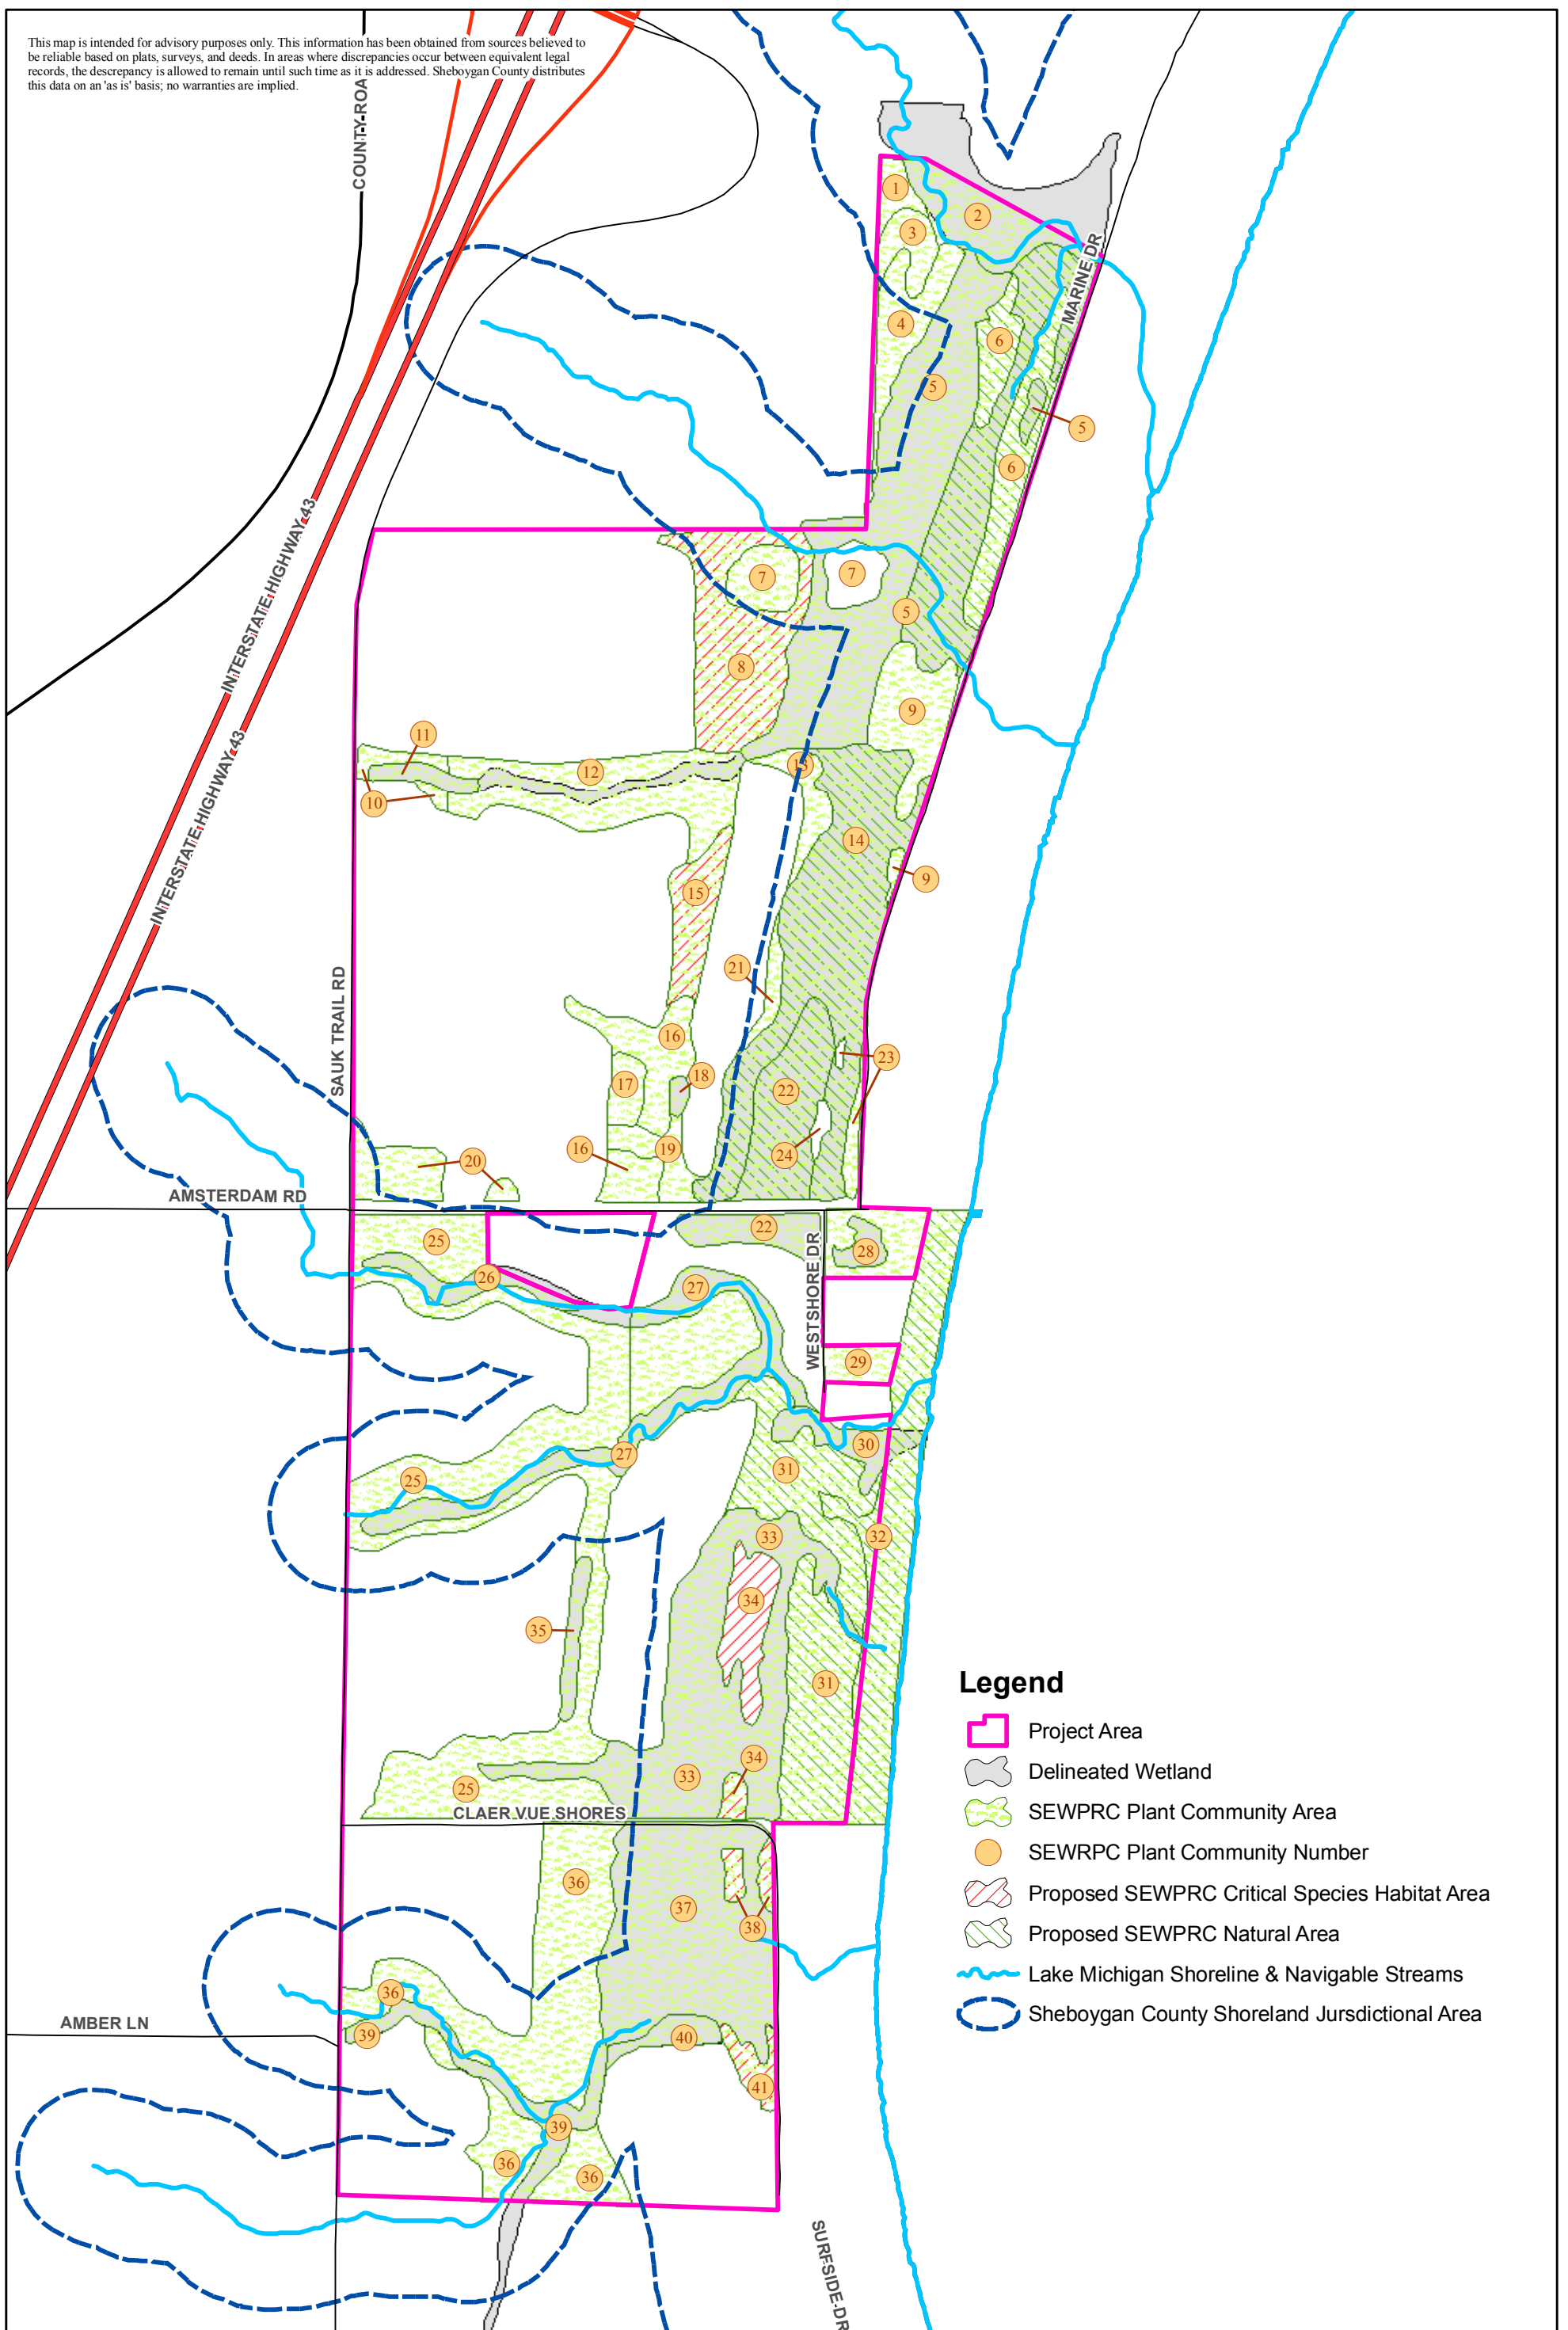 This map is intended for advisory purposes only. This information has been obtained from sources believed to
be reliable based on plats, surveys, and deeds. In areas where discrepancies occur between equivalent legal
records, the descrepancy is allowed to remain until such time as it is addressed. Sheboygan County distributes
this data on an 'as is' basis; no warranties are implied.
COUNTY ROA
1
2
3
MARINE DR
4
6
5
5
6
INTERSTATE HIGHWAY 43
7
7
5
8
9
11
12
13
10
INTERSTATE HIGHWAY 43
14
9
15
21
SAUK TRAIL RD
16
23
18
17
22
16
19
24
20
AMSTERDAM RD
22
25
28
WESTSHORE DR
26
27
29
30
27
31
25
33
32
34
35
31
Legend
Project Area
34
Delineated Wetland
33
25
CLAER VUE SHORES
SEWPRC Plant Community Area
SEWRPC Plant Community Number
36
Proposed SEWPRC Critical Species Habitat Area
37
38
Proposed SEWPRC Natural Area
Lake Michigan Shoreline & Navigable Streams
36
Sheboygan County Shoreland Jursdictional Area
AMBER LN
39
40
41
39
36
36
SURFSIDE DR